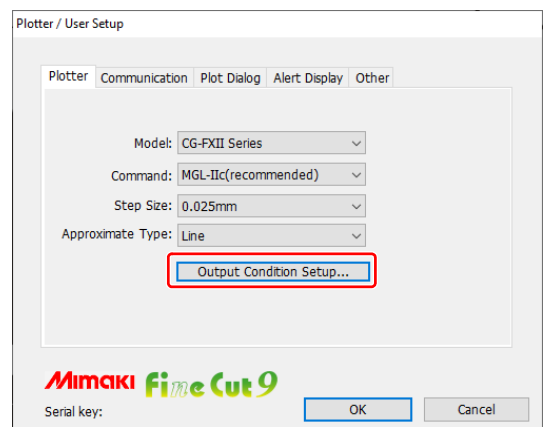 Plotter / User Setup
Plotter Communication Plot Dialog Alert Display Other
Model: CG-FXII Series
Command: MGL-IIc(recommended)
Step Size: 0.025mm
Approximate Type: Line
Output Condition Setup...
Mimaki Fine Cut 9
Serial key: OK Cancel